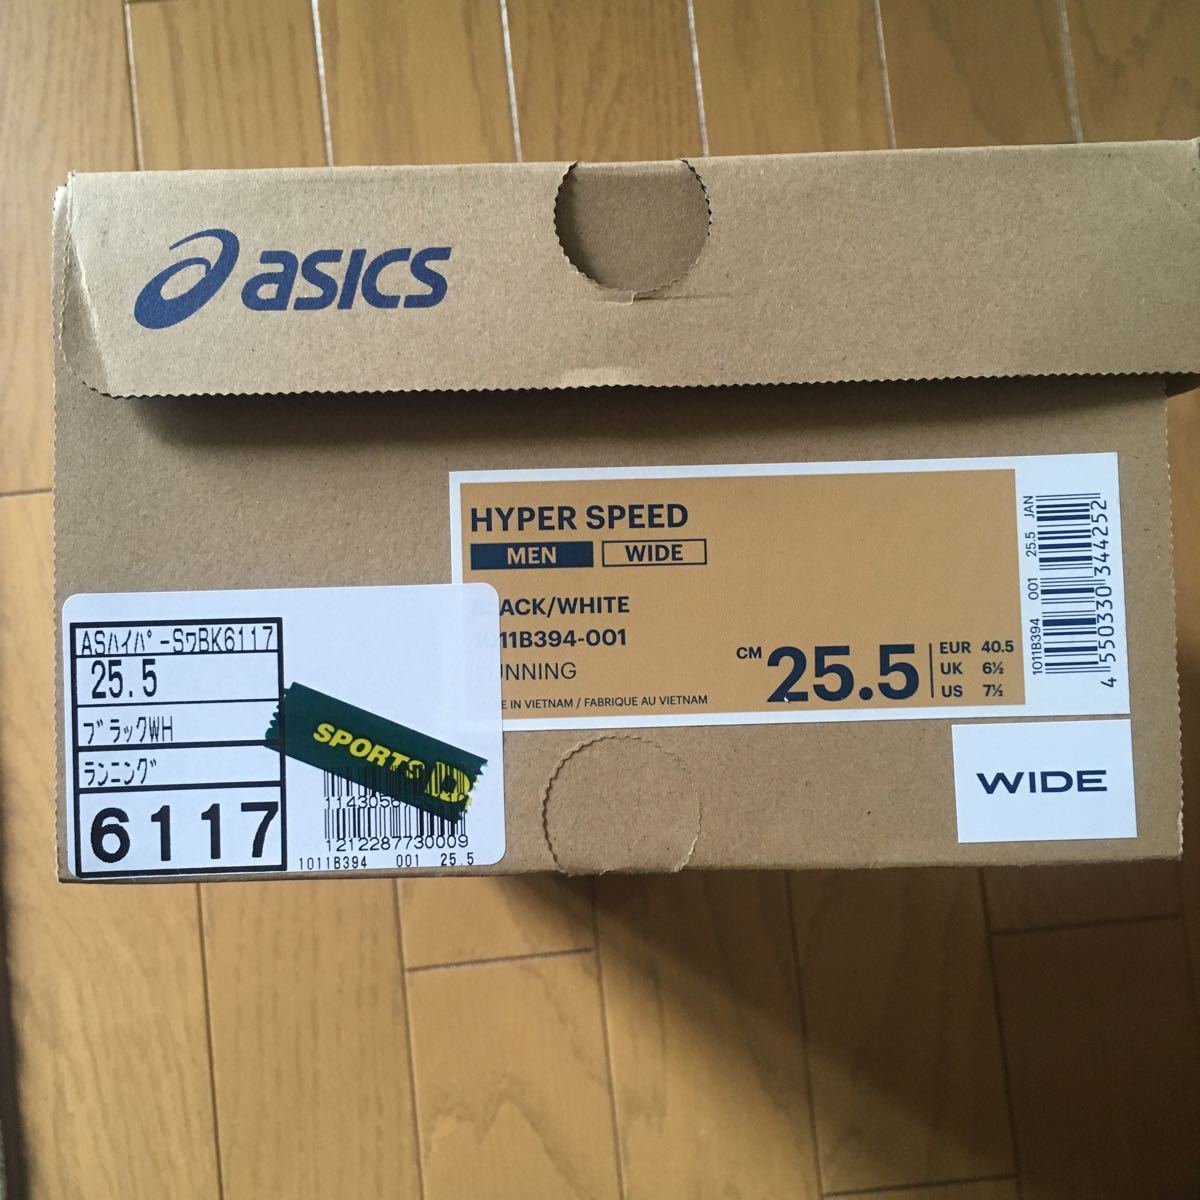 asics
HYPER SPEED
MEN WIDE
ACK/WHITE
1011B394-001
UNNING
IN VIETNAM / FABRIQUE AU VIETNAM
CM 25.5
EUR 40.5
UK 6½
US 7½
1011B394 001 25.5 JAN
4 550330 344252
WIDE
ASﾊｲﾊﾟｰSﾜBK6117
25.5
ﾌﾞﾗｯｸWH
ﾗﾝﾆﾝｸﾞ
6117
SPORTS
1212287730009
1011B394 001 25.5